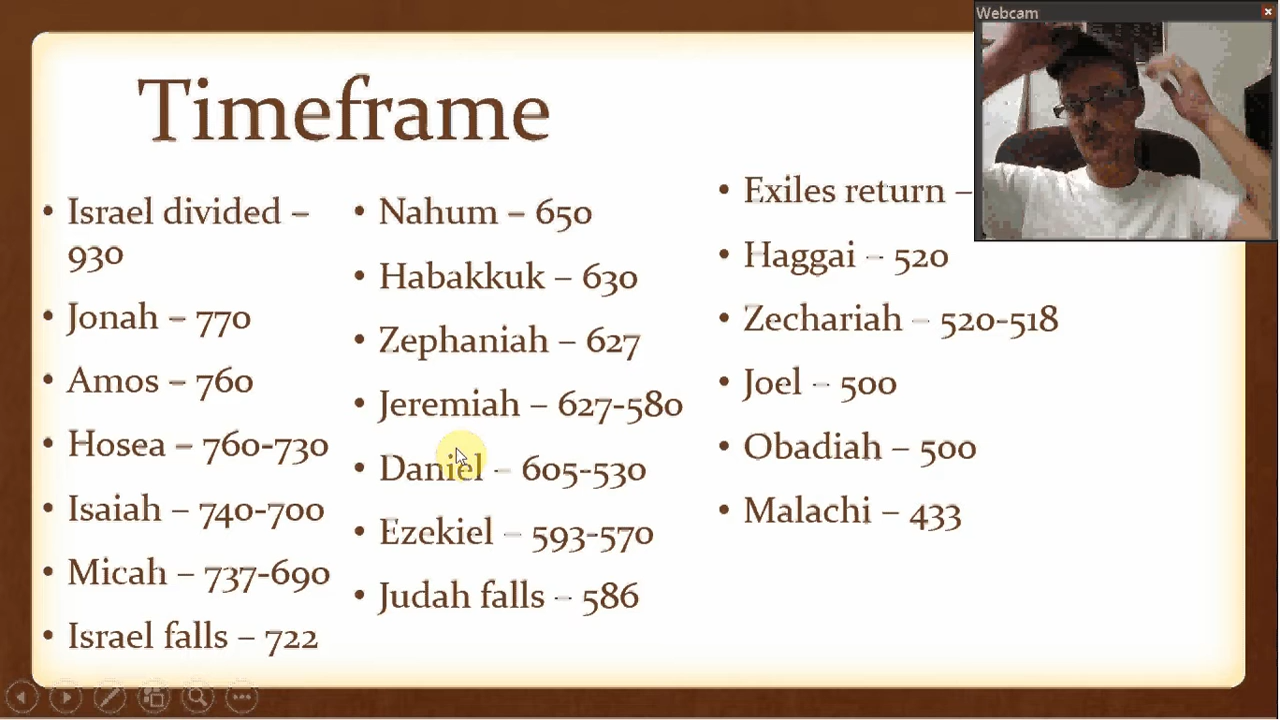 Webcam
Timeframe
• Israel divided –
930
• Jonah – 770
• Amos – 760
• Hosea – 760-730
• Isaiah – 740-700
• Micah – 737-690
• Israel falls – 722
• Nahum – 650
• Habakkuk – 630
• Zephaniah – 627
• Jeremiah – 627-580
• Daniel – 605-530
• Ezekiel – 593-570
• Judah falls – 586
• Exiles return –
• Haggai – 520
• Zechariah – 520-518
• Joel – 500
• Obadiah – 500
• Malachi – 433